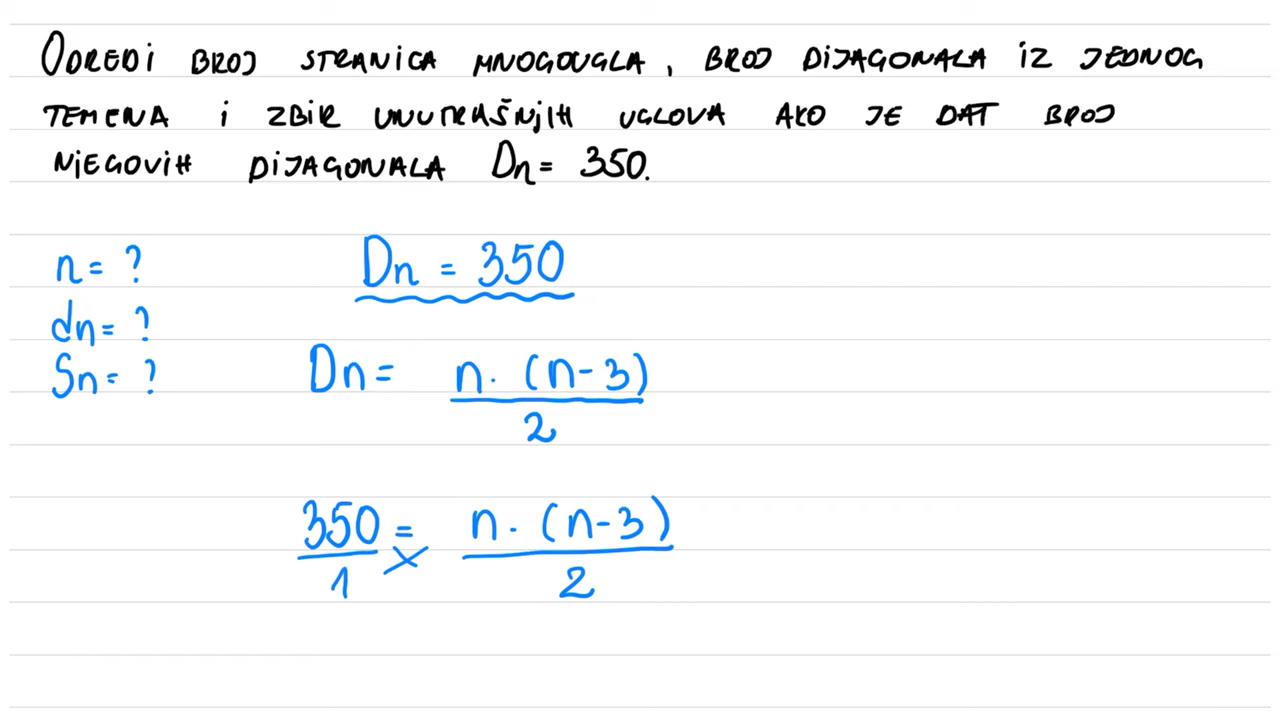 ODREDI BROJ STRANICA MNOGOUGLA, BROJ DIJAGONALA IZ JEDNOG
TEMENA I ZBIR UNUTRAŠNJIH UGLOVA AKO JE DAT BROJ
NJEGOVIH DIJAGONALA Dn = 350.
n = ?
dn = ?
Sn = ?
Dn = 350
Dn = n · (n-3)
2
350 = n · (n-3)
1 × 2